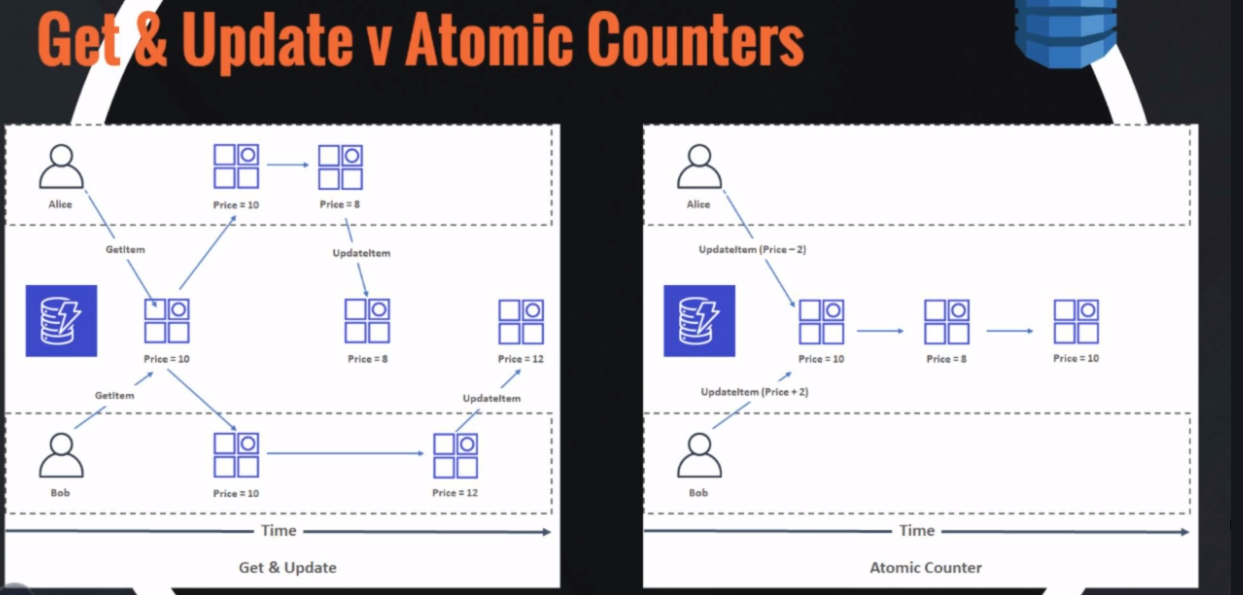 Get & Update v Atomic Counters
Alice
Price = 10
Price = 8
GetItem
UpdateItem
Price = 10
Price = 8
Price = 12
GetItem
UpdateItem
Bob
Price = 10
Price = 12
Time
Get & Update
Alice
UpdateItem (Price – 2)
Price = 10
Price = 8
Price = 10
UpdateItem (Price + 2)
Bob
Time
Atomic Counter